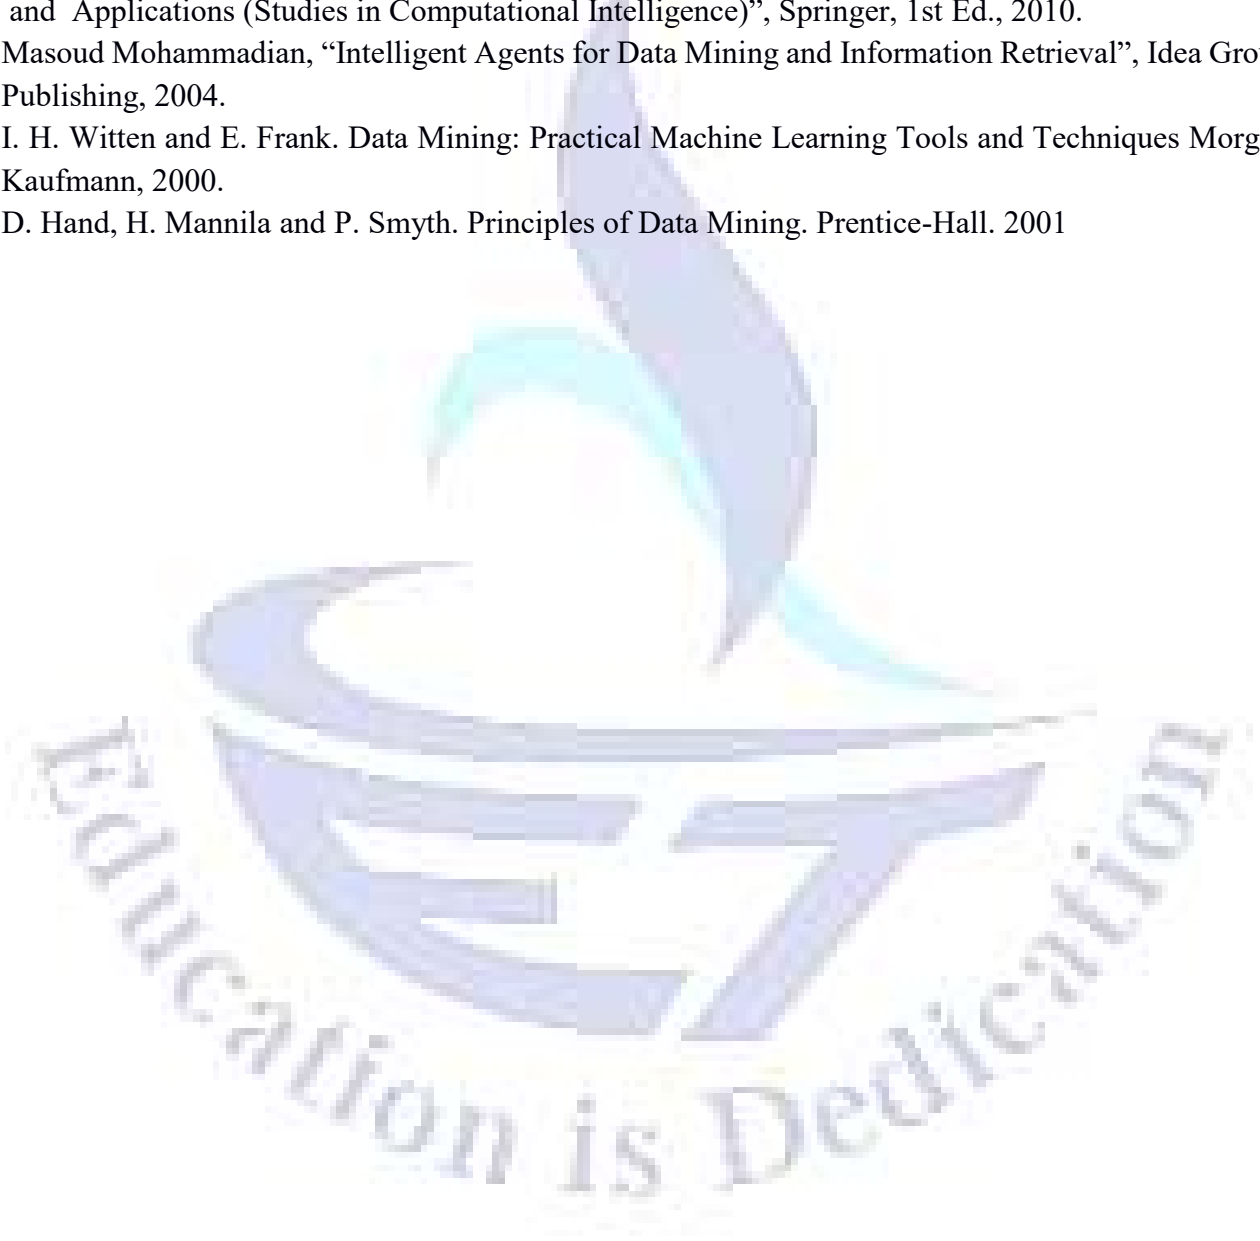 and Applications (Studies in Computational Intelligence)”, Springer, 1st Ed., 2010.
Masoud Mohammadian, “Intelligent Agents for Data Mining and Information Retrieval”, Idea Gro
Publishing, 2004.
I. H. Witten and E. Frank. Data Mining: Practical Machine Learning Tools and Techniques Morg
Kaufmann, 2000.
D. Hand, H. Mannila and P. Smyth. Principles of Data Mining. Prentice-Hall. 2001
ET
Education is Dedication